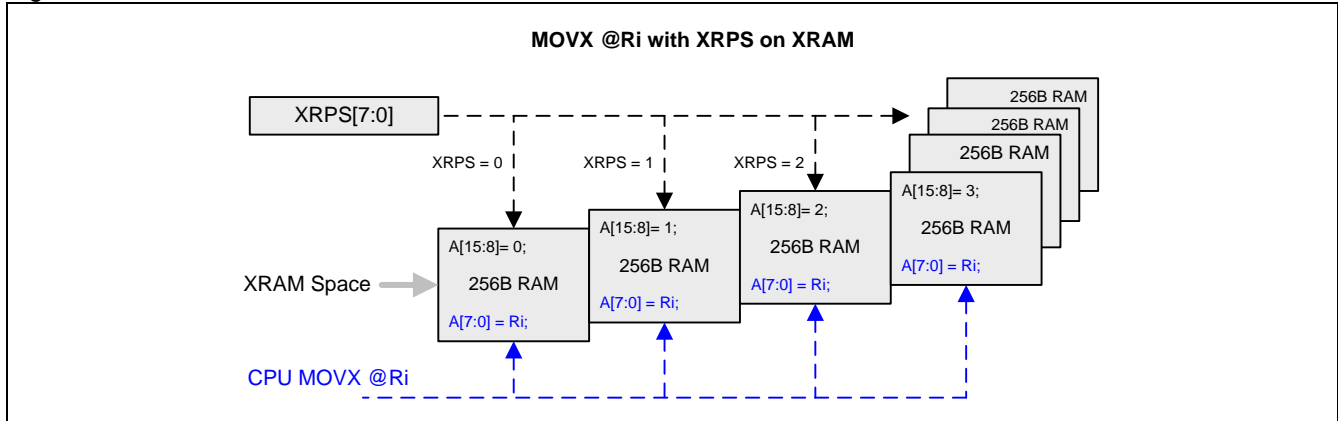 MOVX @Ri with XRPS on XRAM
XRPS[7:0]
256B RAM
256B RAM
256B RAM
XRPS = 0
XRPS = 1
XRPS = 2
A[15:8]= 0;
256B RAM
A[7:0] = Ri;
A[15:8]= 1;
256B RAM
A[7:0] = Ri;
A[15:8]= 2;
256B RAM
A[7:0] = Ri;
A[15:8]= 3;
256B RAM
A[7:0] = Ri;
XRAM Space
CPU MOVX @Ri